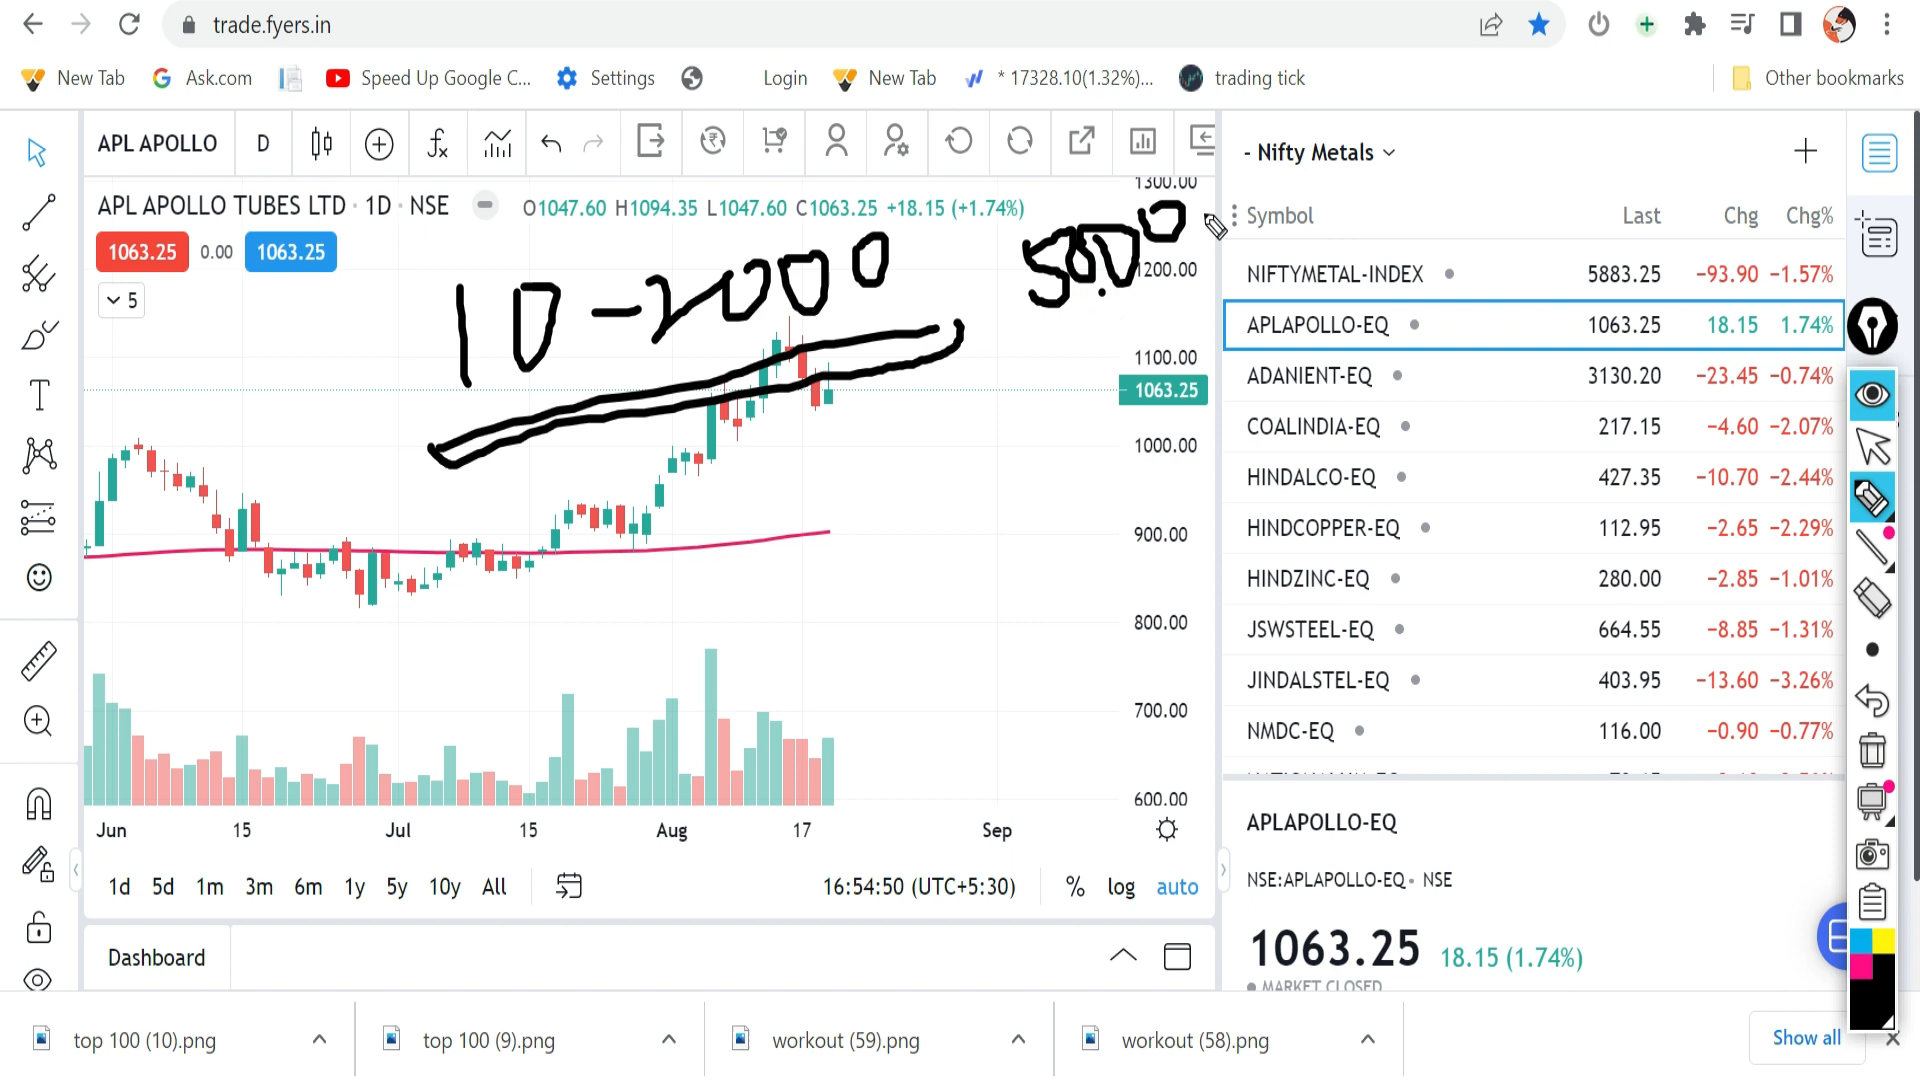 trade.fyers.in
New Tab
Ask.com
Speed Up Google C...
Settings
Login
New Tab
* 17328.10(1.32%)...
trading tick
Other bookmarks
APL APOLLO
D
fx
- Nifty Metals
APL APOLLO TUBES LTD · 1D · NSE
O1047.60 H1094.35 L1047.60 C1063.25 +18.15 (+1.74%)
1063.25 0.00 1063.25
5
10 - 2000
5000
1300.00
1200.00
1100.00
1063.25
1000.00
900.00
800.00
700.00
600.00
Jun 15 Jul 15 Aug 17 Sep
1d 5d 1m 3m 6m 1y 5y 10y All
16:54:50 (UTC+5:30)
% log auto
Dashboard
Symbol Last Chg Chg%
NIFTYMETAL-INDEX 5883.25 −93.90 −1.57%
APLAPOLLO-EQ 1063.25 18.15 1.74%
ADANIENT-EQ 3130.20 −23.45 −0.74%
COALINDIA-EQ 217.15 −4.60 −2.07%
HINDALCO-EQ 427.35 −10.70 −2.44%
HINDCOPPER-EQ 112.95 −2.65 −2.29%
HINDZINC-EQ 280.00 −2.85 −1.01%
JSWSTEEL-EQ 664.55 −8.85 −1.31%
JINDALSTEL-EQ 403.95 −13.60 −3.26%
NMDC-EQ 116.00 −0.90 −0.77%
APLAPOLLO-EQ
NSE:APLAPOLLO-EQ • NSE
1063.25 18.15 (1.74%)
MARKET CLOSED
top 100 (10).png
top 100 (9).png
workout (59).png
workout (58).png
Show all